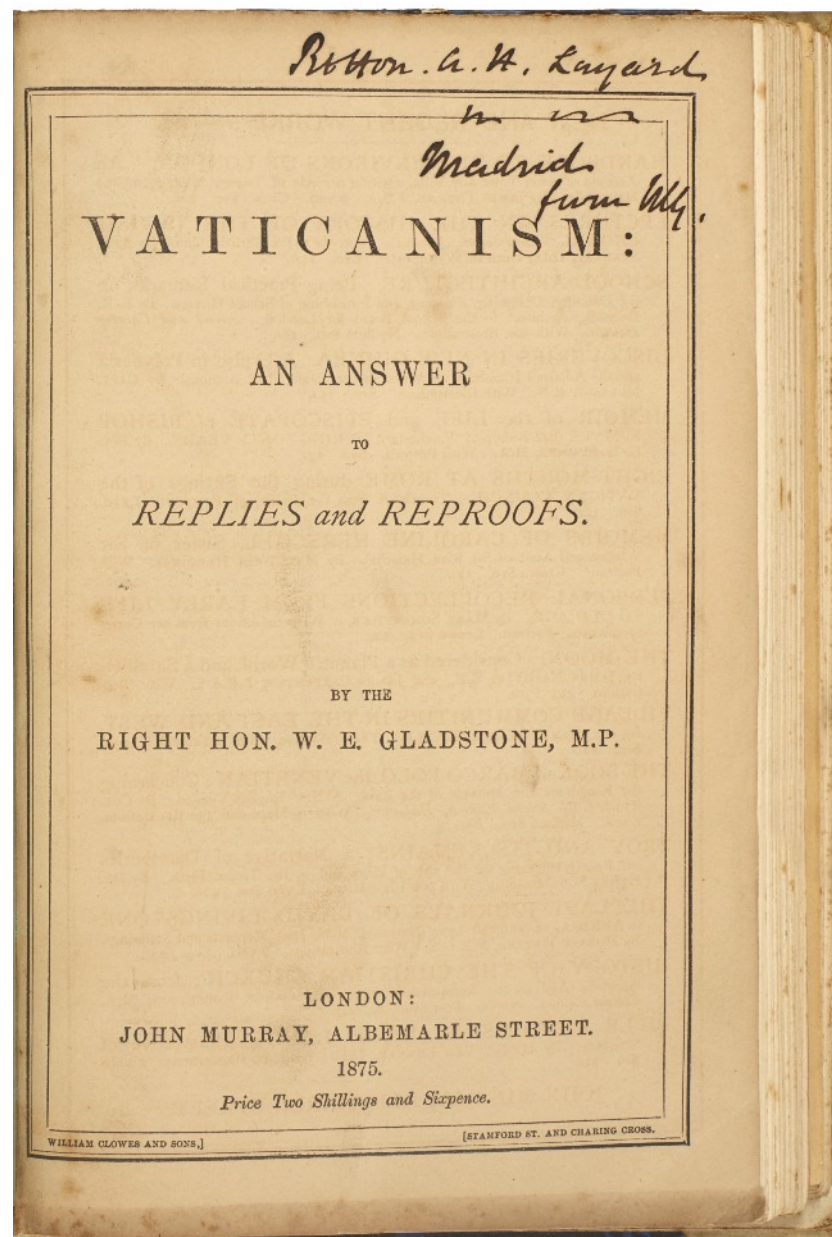 Rt Hon. A. H. Layard
Madrid
from
VATICANISM:
AN ANSWER
TO
REPLIES and REPROOFS.
BY THE
RIGHT HON. W. E. GLADSTONE, M.P.
LONDON:
JOHN MURRAY, ALBEMARLE STREET.
1875.
Price Two Shillings and Sixpence.
WILLIAM CLOWES AND SONS,] [STAMFORD ST. AND CHARING CROSS.